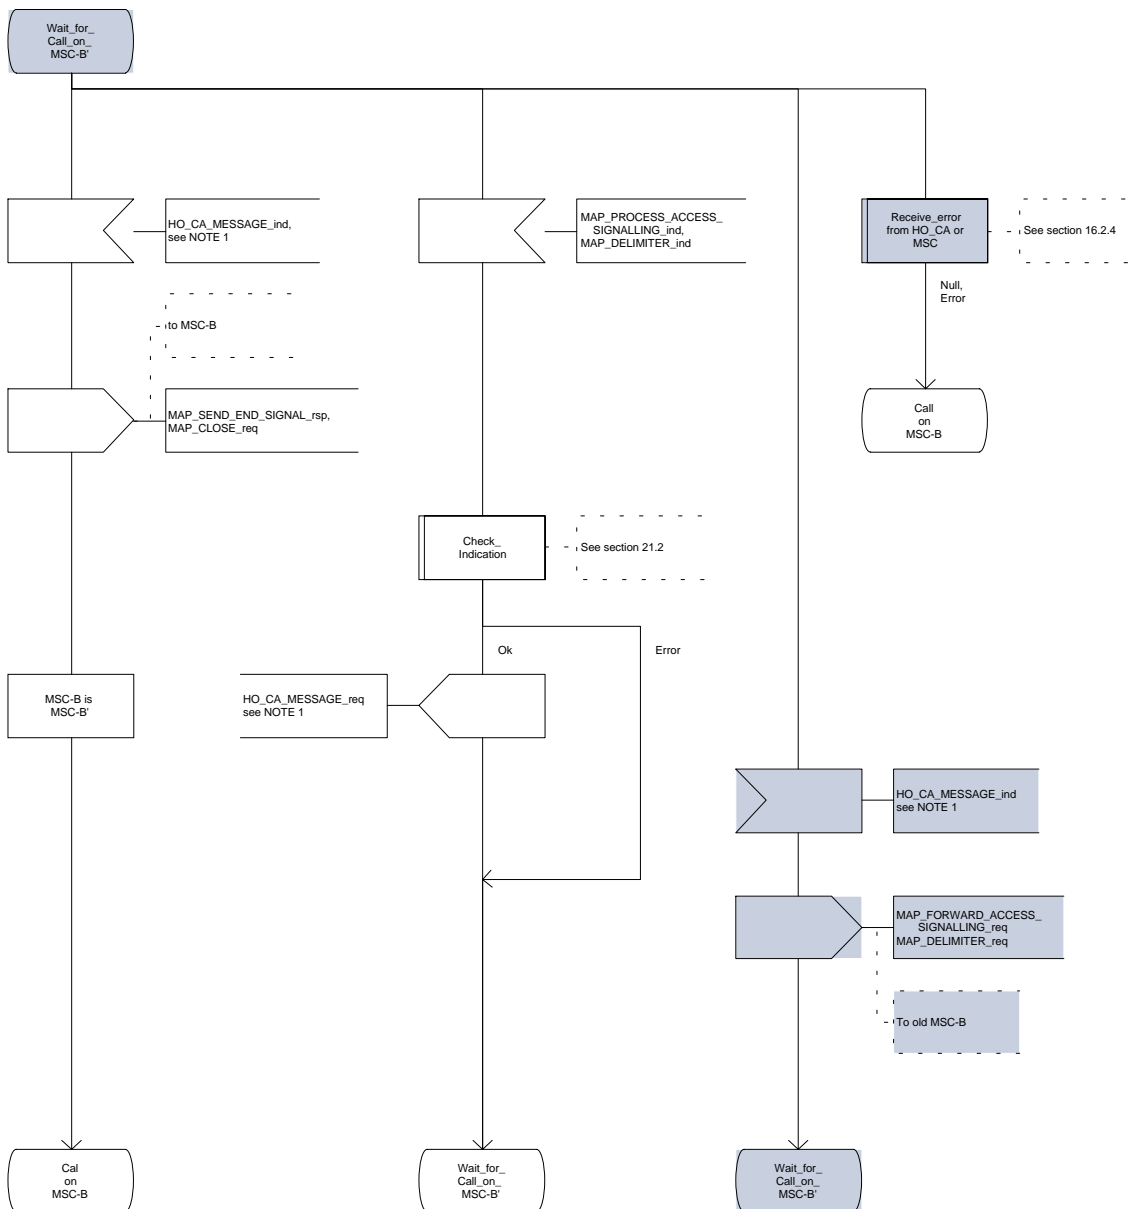 Wait_for_
Call_on_
MSC-B'
HO_CA_MESSAGE_ind,
see NOTE 1
MAP_PROCESS_ACCESS_
SIGNALLING_ind,
MAP_DELIMITER_ind
Receive_error
from HO_CA or
MSC
See section 16.2.4
Null,
Error
to MSC-B
MAP_SEND_END_SIGNAL_rsp,
MAP_CLOSE_req
Call
on
MSC-B
Check_
Indication
See section 21.2
Ok
Error
MSC-B is
MSC-B'
HO_CA_MESSAGE_req
see NOTE 1
HO_CA_MESSAGE_ind
see NOTE 1
MAP_FORWARD_ACCESS_
SIGNALLING_req
MAP_DELIMITER_req
To old MSC-B
Cal
on
MSC-B
Wait_for_
Call_on_
MSC-B'
Wait_for_
Call_on_
MSC-B'